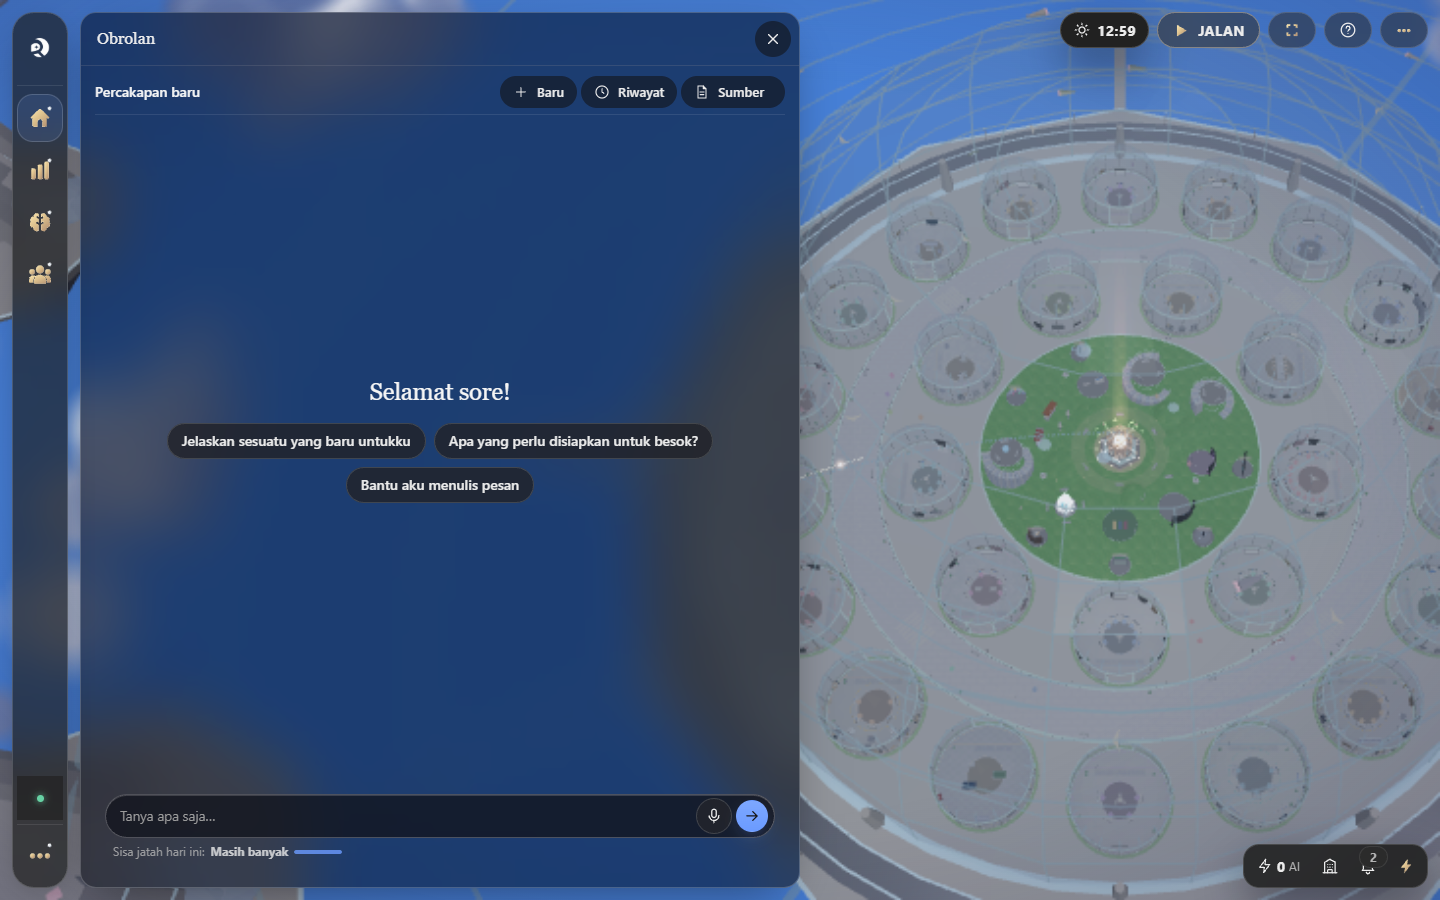 Obrolan
12:59
JALAN
Percakapan baru
Baru
Riwayat
Sumber
Selamat sore!
Jelaskan sesuatu yang baru untukku
Apa yang perlu disiapkan untuk besok?
Bantu aku menulis pesan
Tanya apa saja...
Sisa jatah hari ini: Masih banyak
0 AI
2